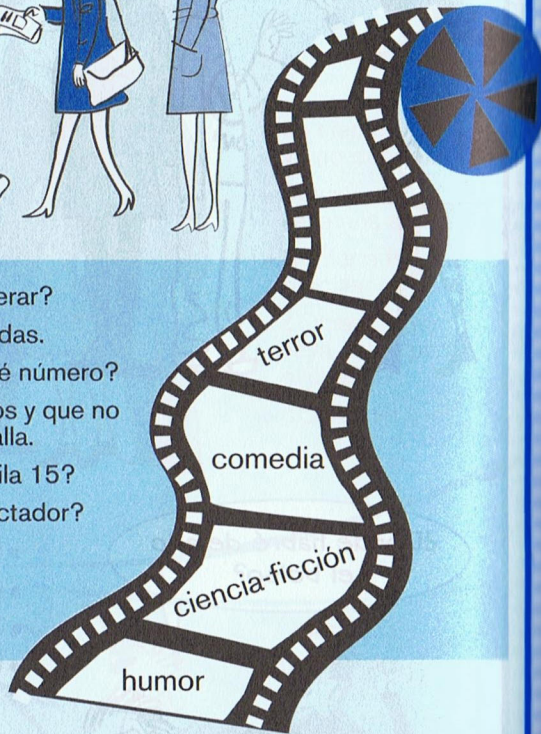 erar?
das.
é número?
os y que no
alla.
ila 15?
ctador?
terror
comedia
ciencia-ficción
humor